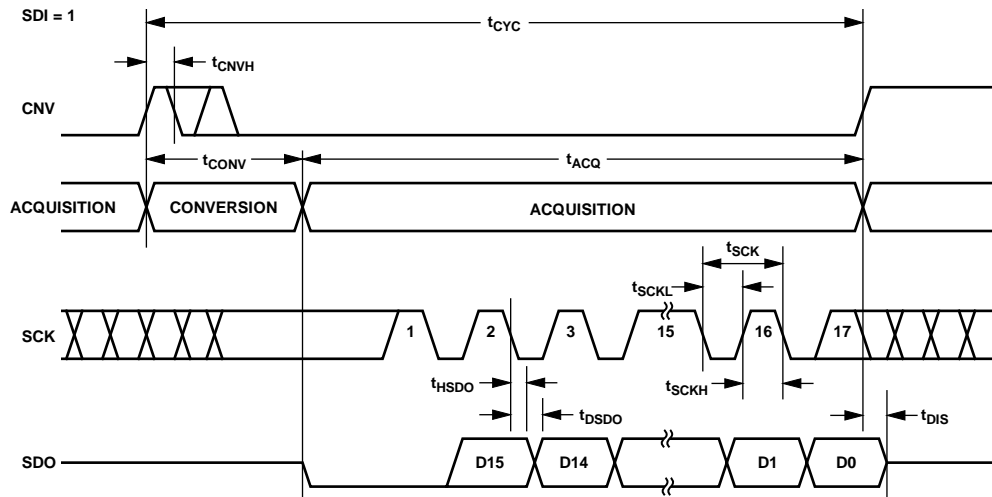 SDI = 1
tCYC
tCNVH
CNV
tCONV
tACQ
ACQUISITION
CONVERSION
ACQUISITION
tSCK
tSCKL
SCK
1
2
3
15
16
17
tHSDO
tSCKH
tDSDO
tDIS
SDO
D15
D14
D1
D0